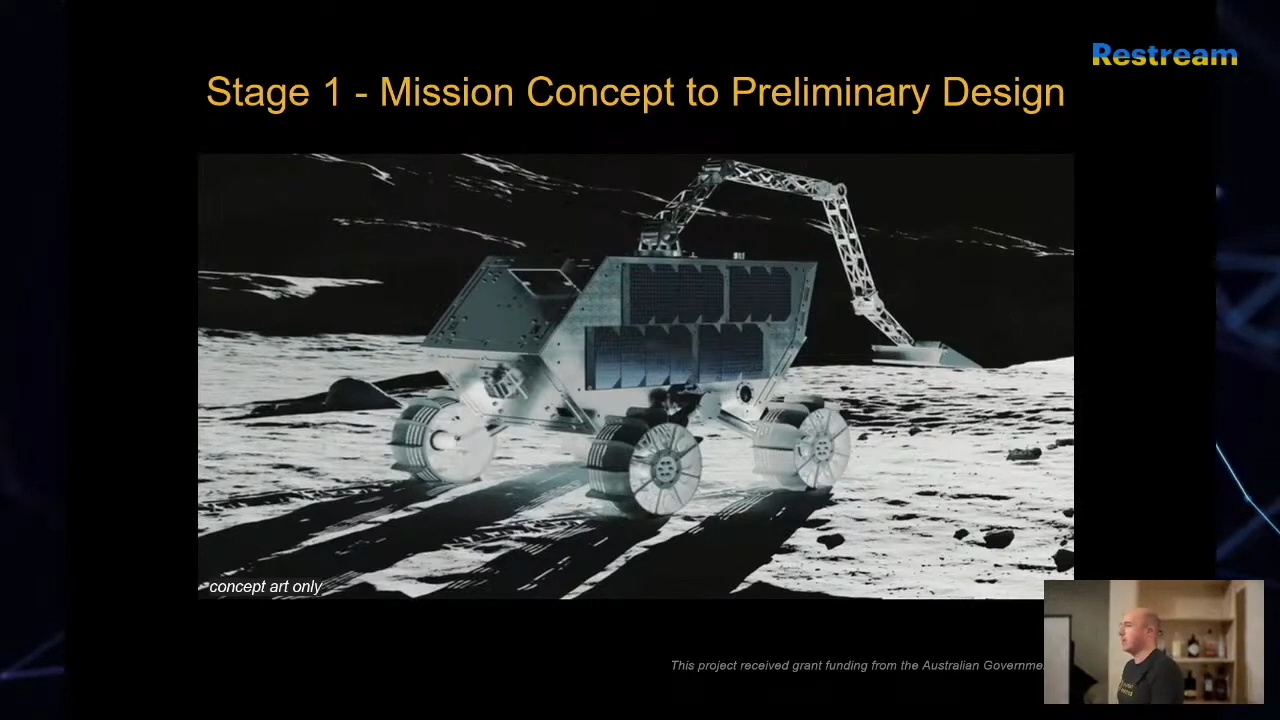 Restream
Stage 1 - Mission Concept to Preliminary Design
concept art only
This project received grant funding from the Australian